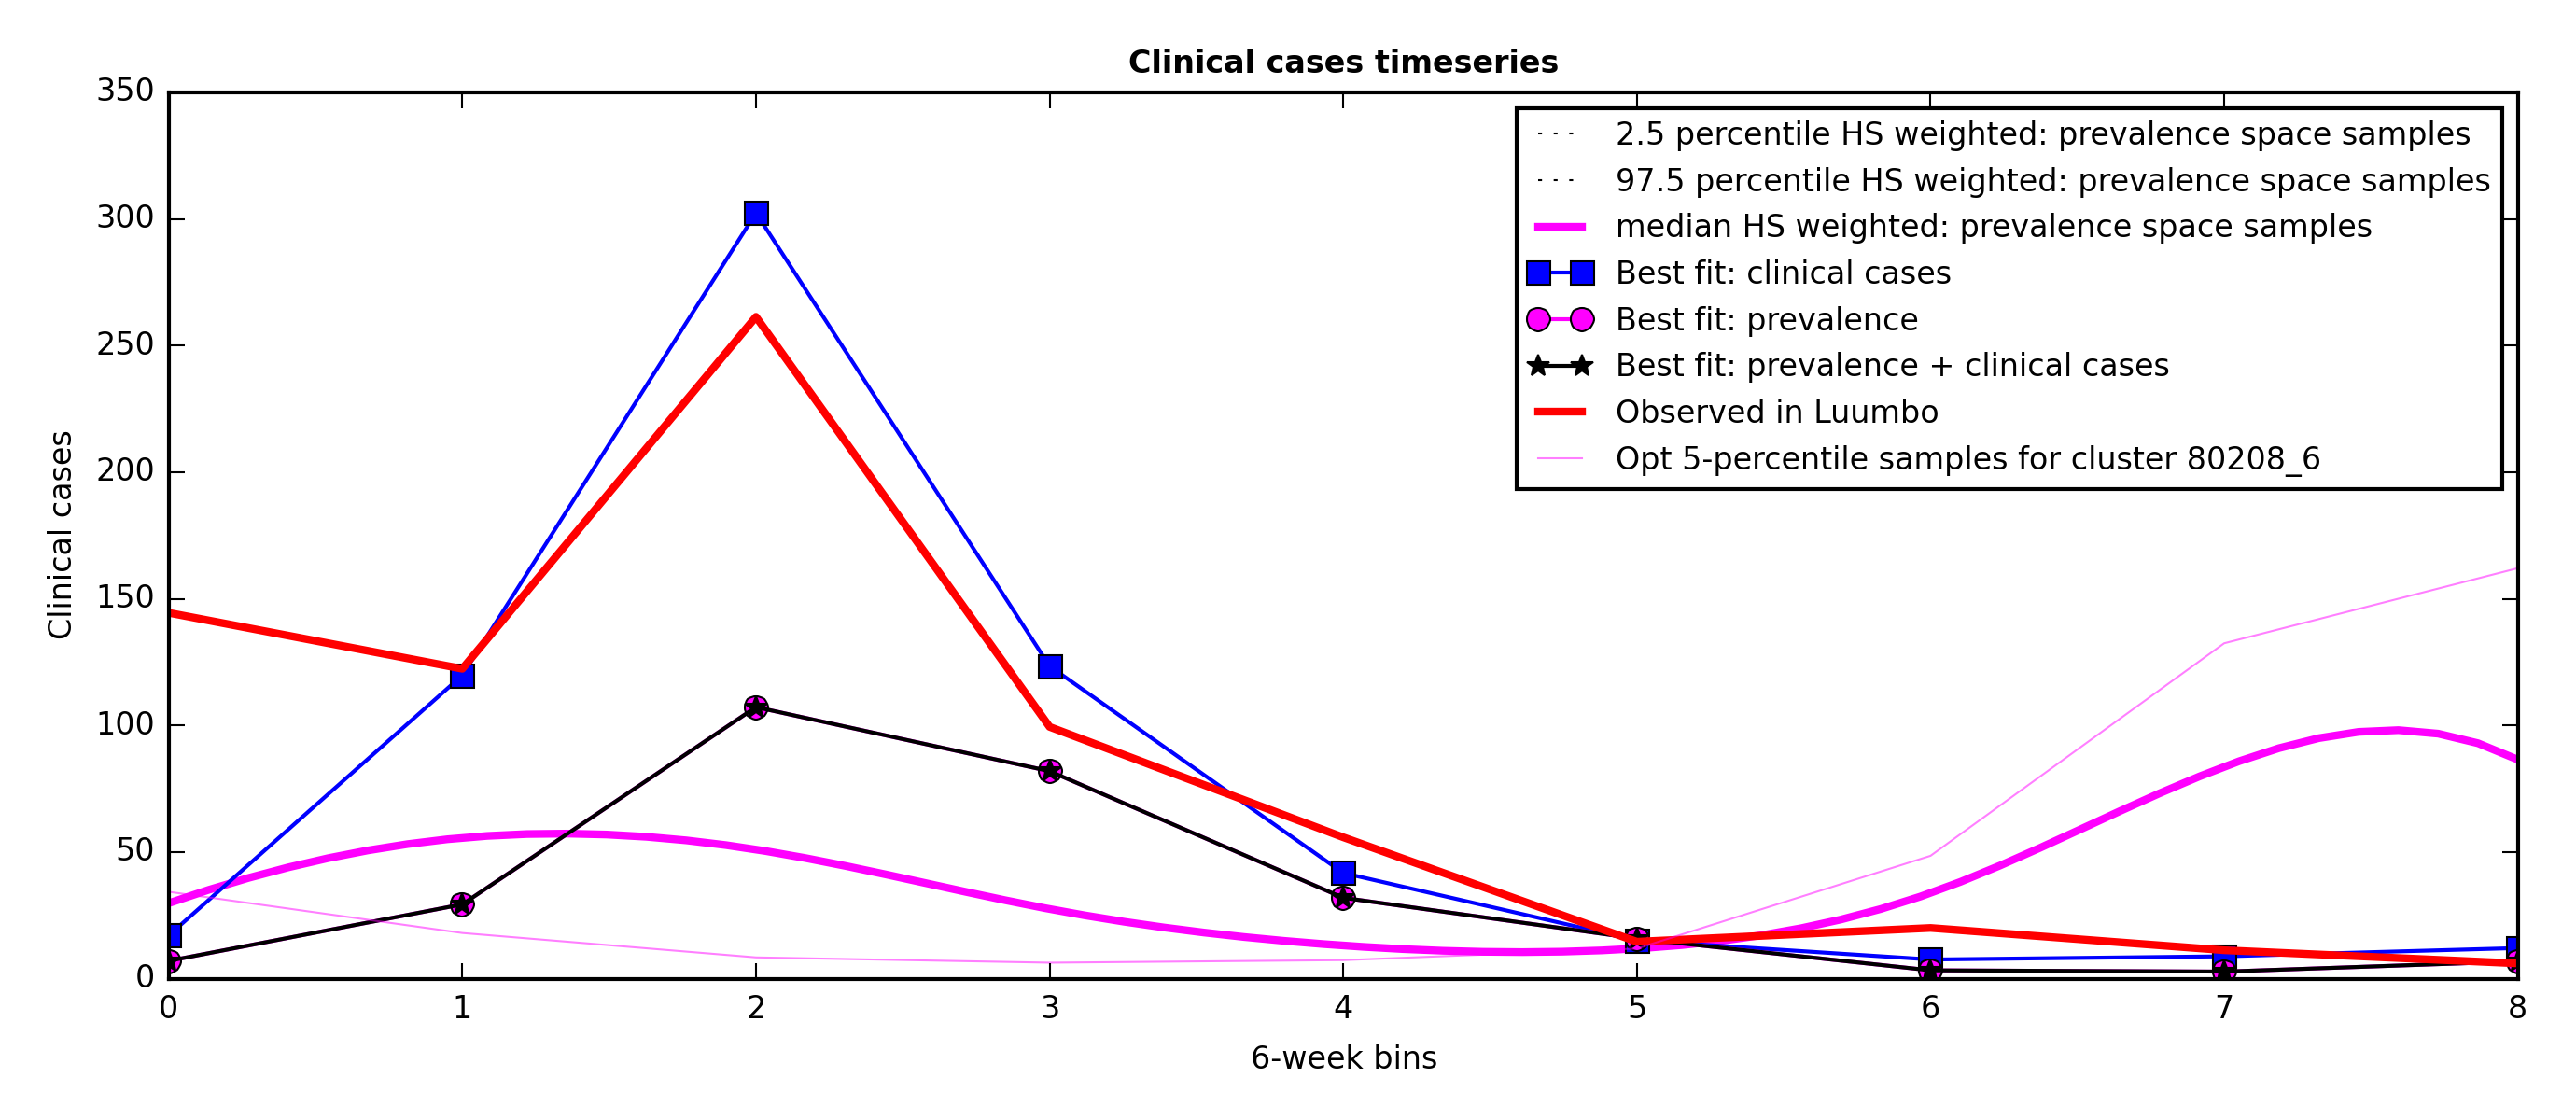 Clinical cases timeseries
350
300
250
200
150
100
50
0
Clinical cases
2.5 percentile HS weighted: prevalence space samples
97.5 percentile HS weighted: prevalence space samples
median HS weighted: prevalence space samples
Best fit: clinical cases
Best fit: prevalence
Best fit: prevalence + clinical cases
Observed in Luumbo
Opt 5-percentile samples for cluster 80208_6
0 1 2 3 4 5 6 7 8
6-week bins